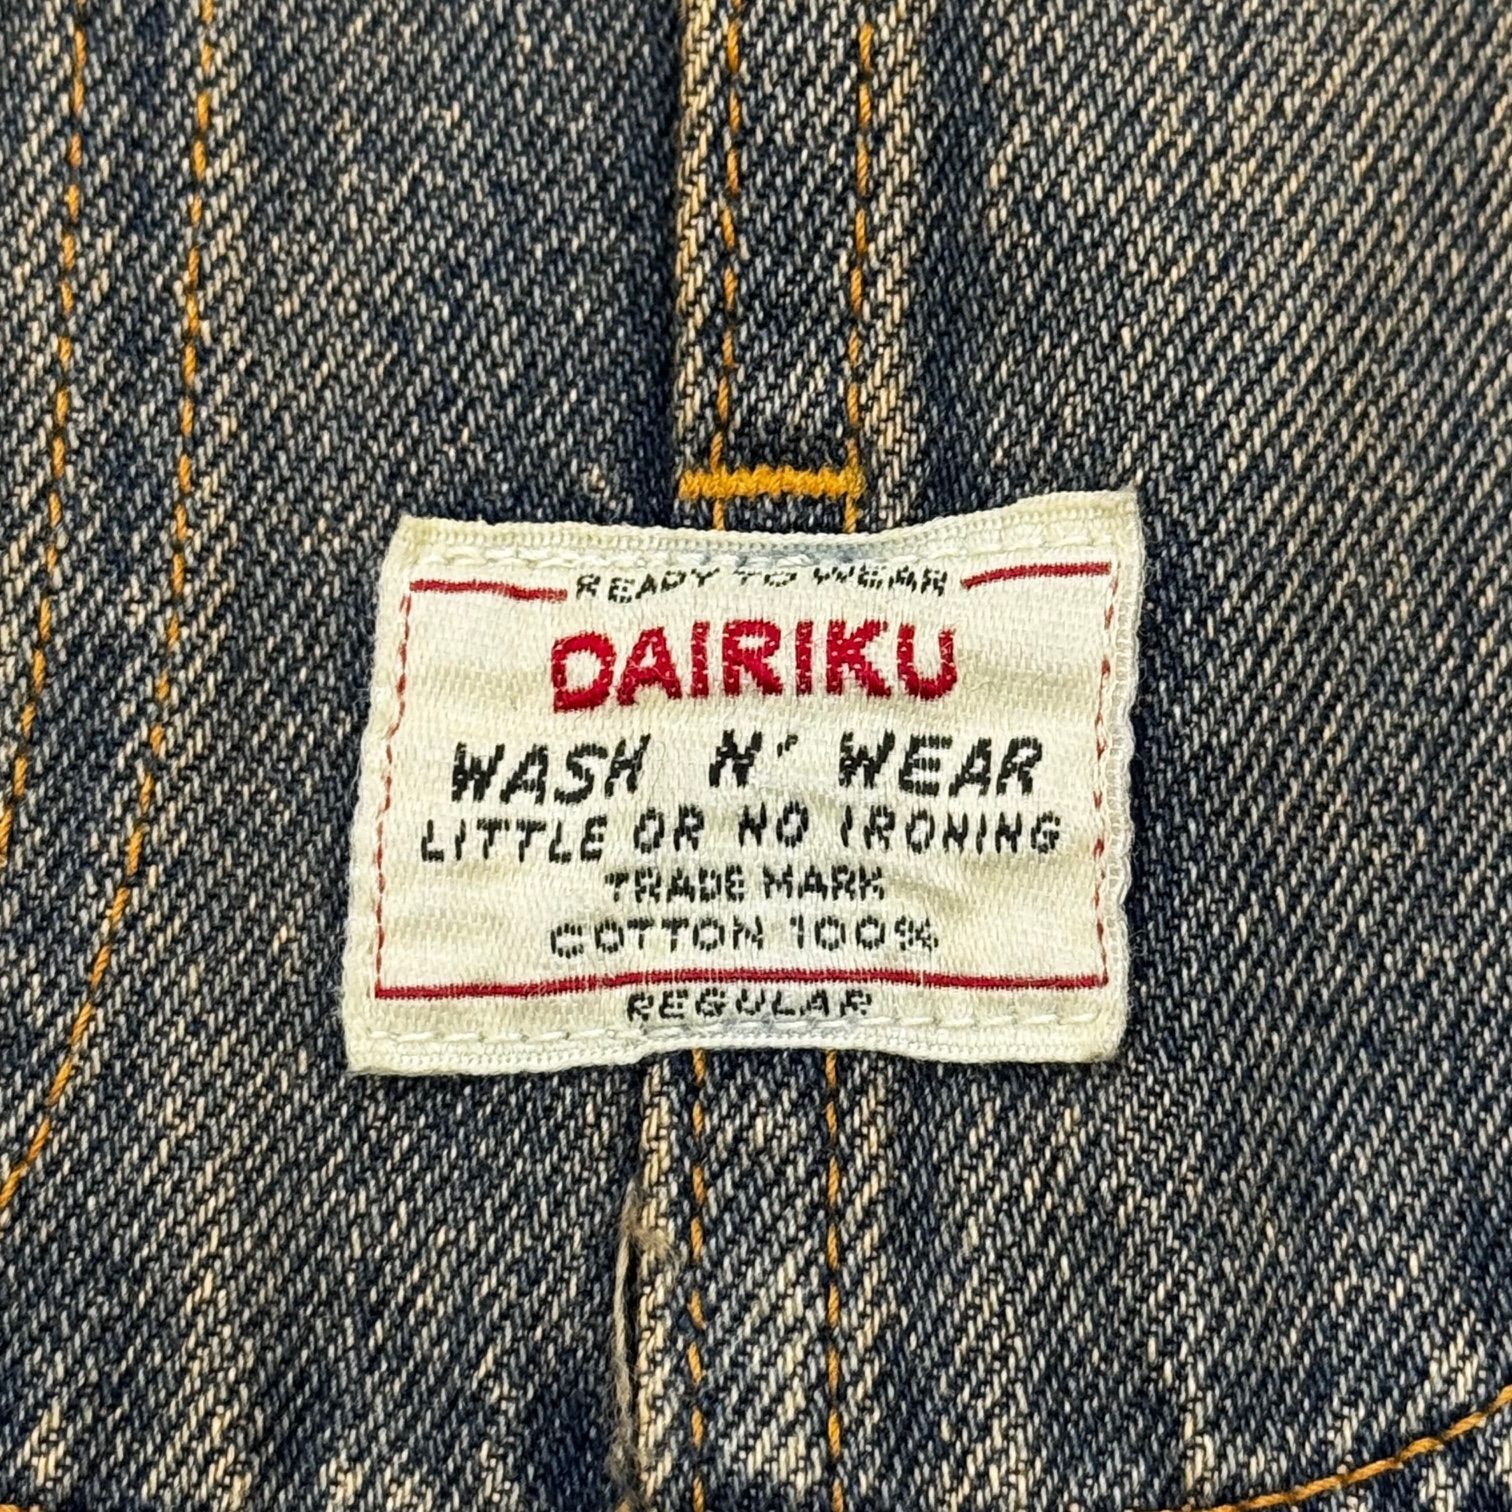 READY TO WEAR
DAIRIKU
WASH N' WEAR
LITTLE OR NO IRONING
TRADE MARK
COTTON 100%
REGULAR